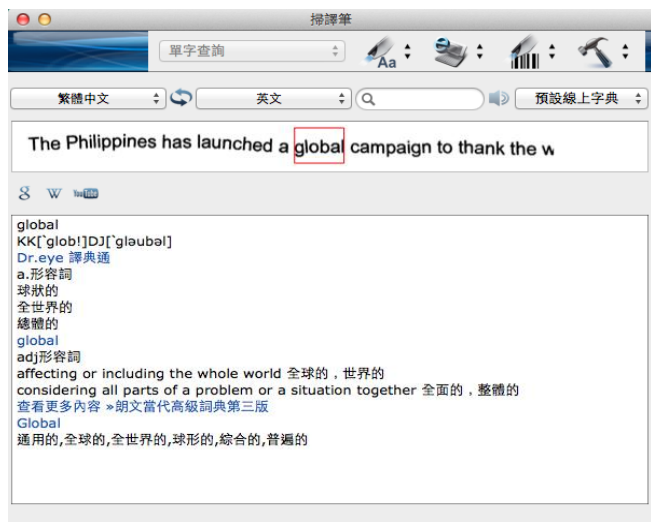 掃譯筆
單字查詢
Aa
繁體中文 英文 預設線上字典
The Philippines has launched a global campaign to thank the w
8 W YouTube
global
KK[`glob!]DJ[`gləubəl]
Dr.eye 譯典通
a.形容詞
球狀的
全世界的
總體的
global
adj形容詞
affecting or including the whole world 全球的，世界的
considering all parts of a problem or a situation together 全面的，整體的
查看更多內容 »朗文當代高級詞典第三版
Global
通用的,全球的,全世界的,球形的,綜合的,普遍的